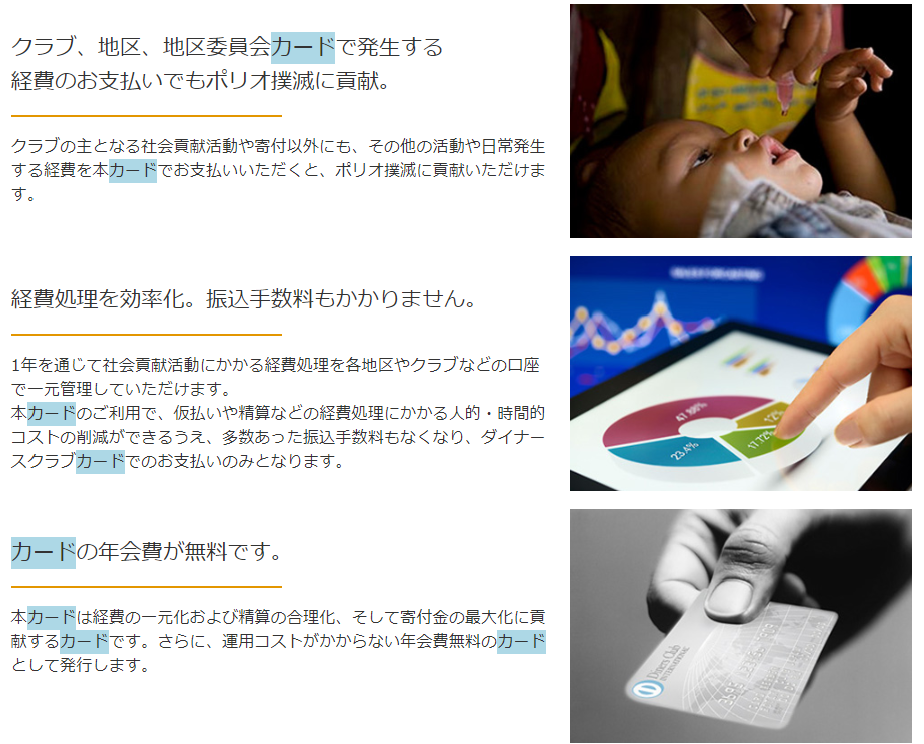 クラブ、地区、地区委員会カードで発生する
経費のお支払いでもポリオ撲滅に貢献。
クラブの主となる社会貢献活動や寄付以外にも、その他の活動や日常発生
する経費を本カードでお支払いいただくと、ポリオ撲滅に貢献いただけま
す。
経費処理を効率化。振込手数料もかかりません。
1年を通じて社会貢献活動にかかる経費処理を各地区やクラブなどの口座
で一元管理していただけます。
本カードのご利用で、仮払いや精算などの経費処理にかかる人的・時間的
コストの削減ができるうえ、多数あった振込手数料もなくなり、ダイナー
スクラブカードでのお支払いのみとなります。
47.88%
12%
23.4%
17.72%
カードの年会費が無料です。
本カードは経費の一元化および精算の合理化、そして寄付金の最大化に貢
献するカードです。さらに、運用コストがかからない年会費無料のカード
として発行します。
Diners Club
INTERNATIONAL